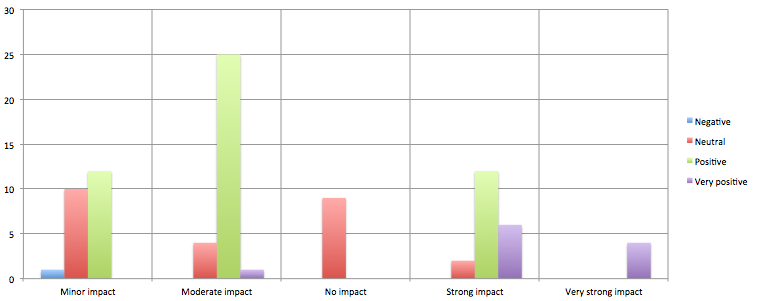 30
25
20
15
10
5
0
Minor impact
Moderate impact
No impact
Strong impact
Very strong impact
Negative
Neutral
Positive
Very positive